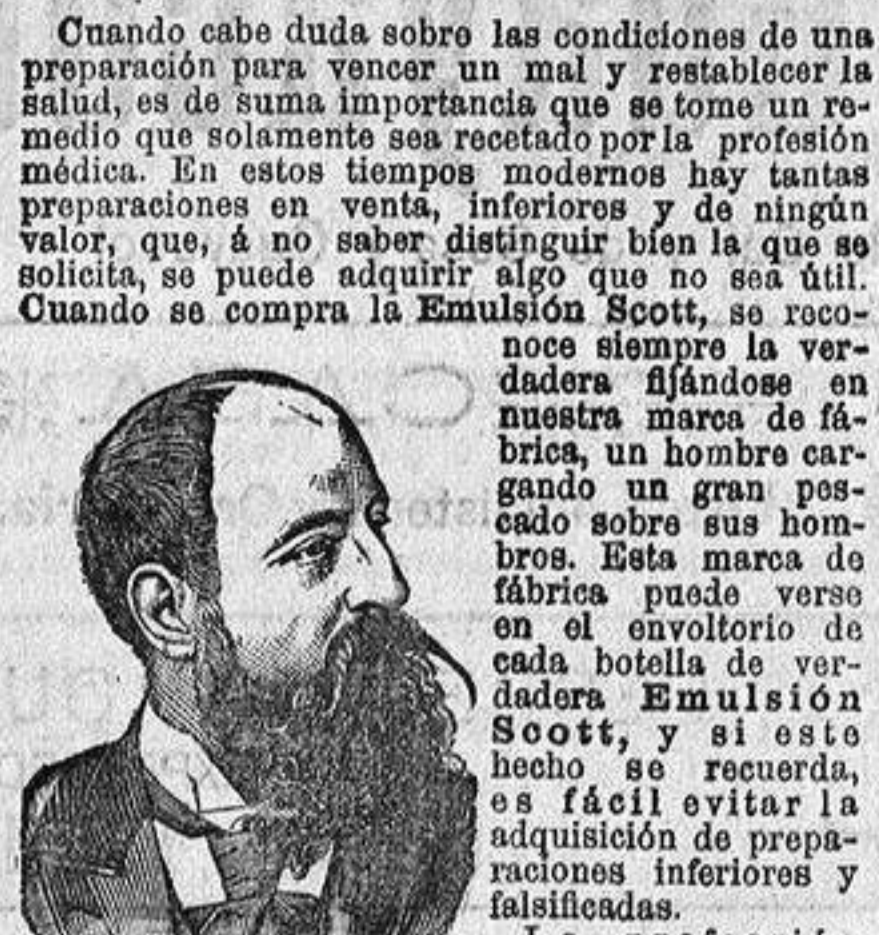 Cuando cabe duda sobre las condiciones de una
preparación para vencer un mal y restablecer la
salud, es de suma importancia que se tome un re-
medio que solamente sea recetado por la profesión
médica. En estos tiempos modernos hay tantas
preparaciones en venta, inferiores y de ningún
valor, que, á no saber distinguir bien la que se
solicita, se puede adquirir algo que no sea útil.
Cuando se compra la Emulsión Scott, se reco-
noce siempre la ver-
dadera fijándose en
nuestra marca de fá-
brica, un hombre car-
gando un gran pes-
cado sobre sus hom-
bros. Esta marca de
fábrica puede verse
en el envoltorio de
cada botella de ver-
dadera Emulsión
Scott, y si este
hecho se recuerda,
es fácil evitar la
adquisición de prepa-
raciones inferiores y
falsificadas.